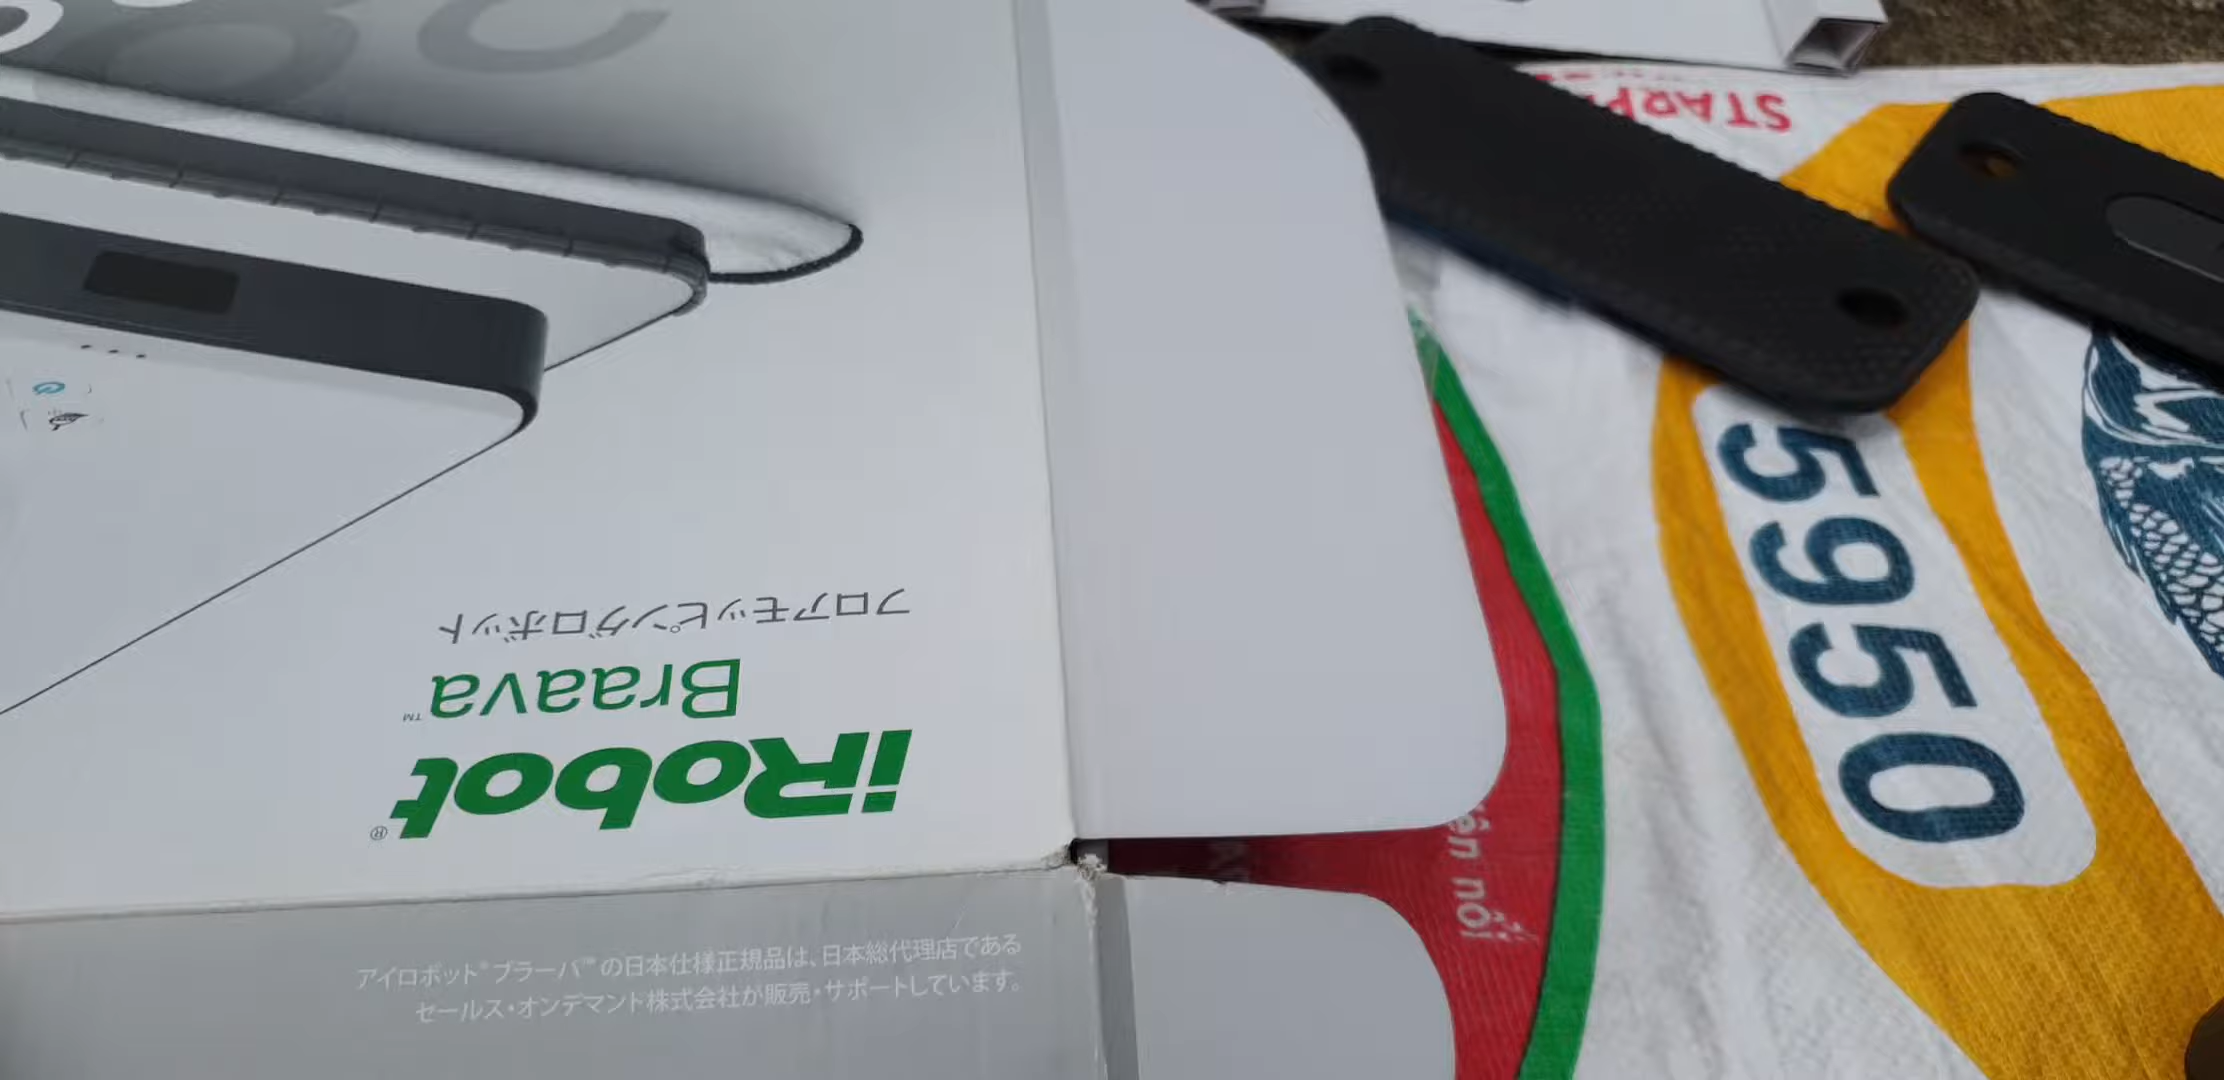 iRobot®
Braava™
フロアモッピングロボット
アイロボット® ブラーバ™ の日本仕様正規品は、日本総代理店である
セールス・オンデマンド株式会社が販売・サポートしています。
5950
nổi